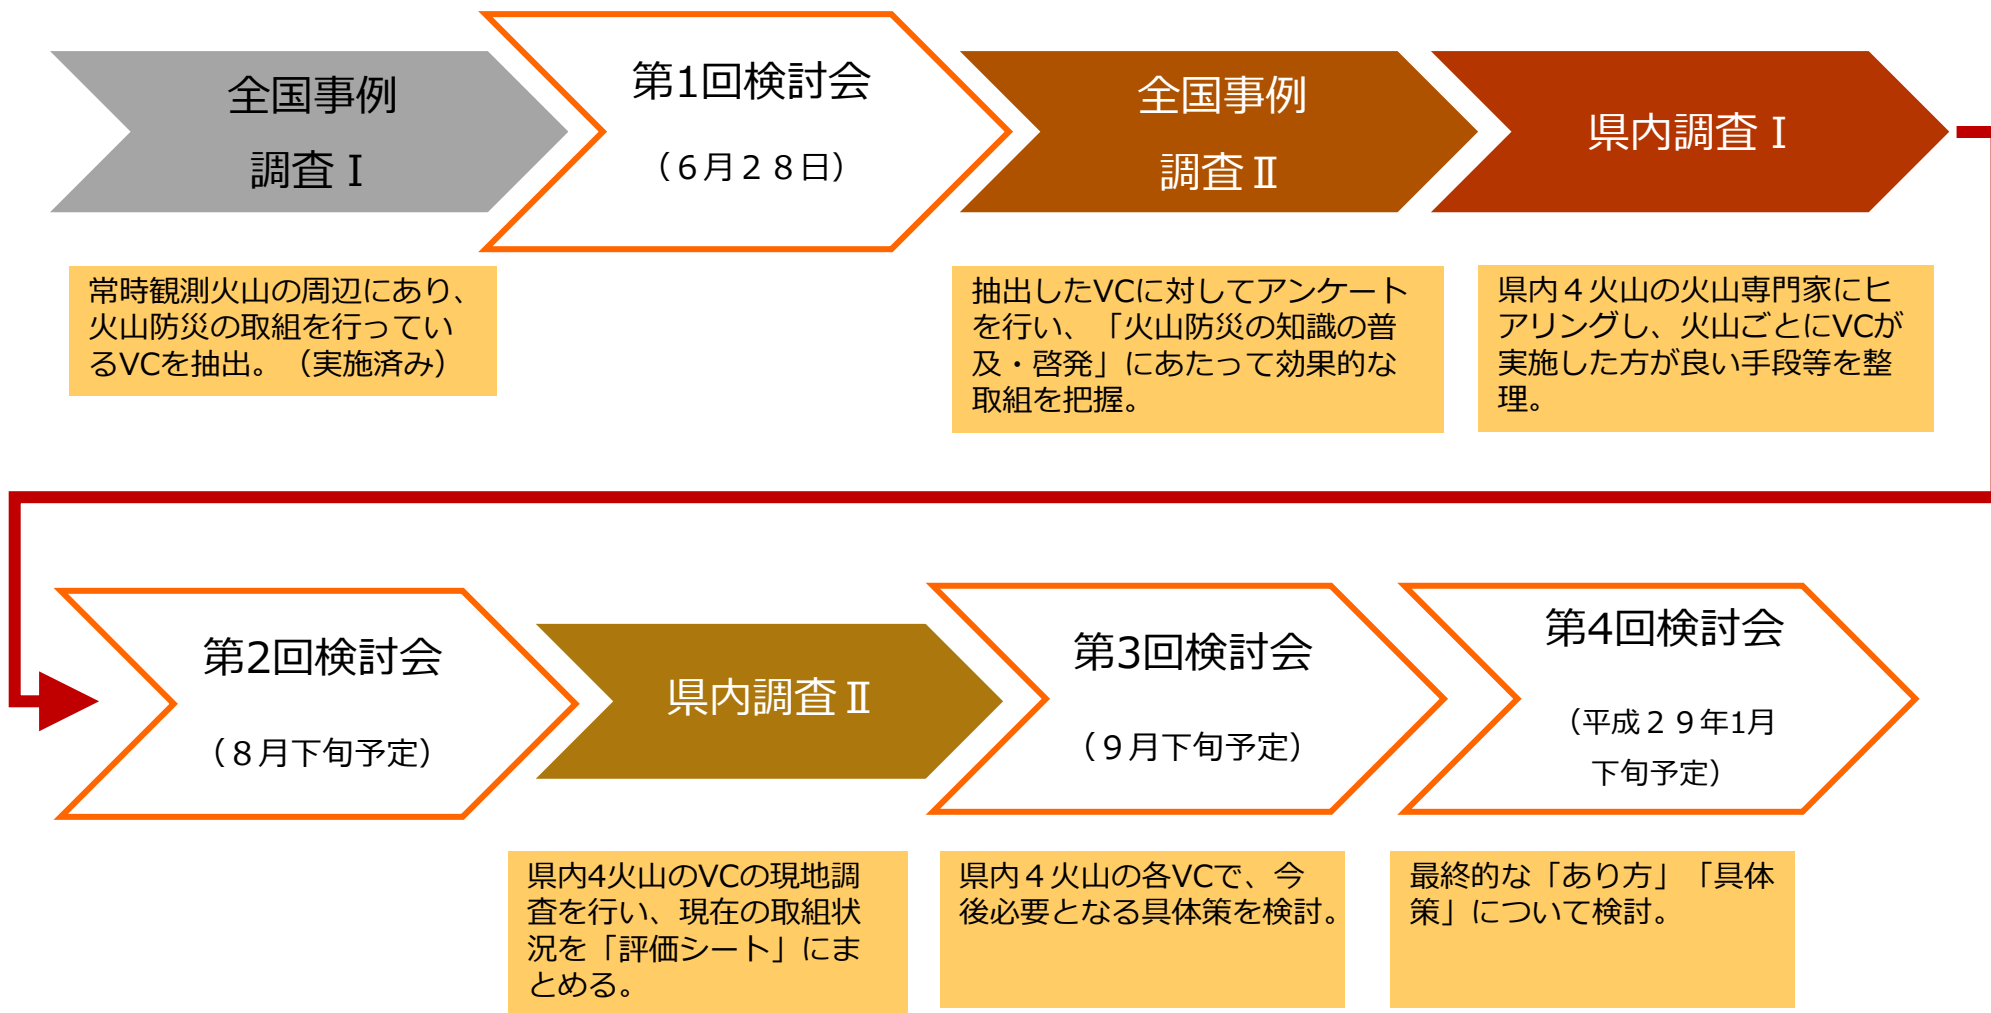 全国事例
調査Ⅰ
第1回検討会
（６月２８日）
全国事例
調査Ⅱ
県内調査Ⅰ
常時観測火山の周辺にあり、
火山防災の取組を行ってい
るVCを抽出。（実施済み）
抽出したVCに対してアンケート
を行い、「火山防災の知識の普
及・啓発」にあたって効果的な
取組を把握。
県内４火山の火山専門家にヒ
アリングし、火山ごとにVCが
実施した方が良い手段等を整
理。
第2回検討会
（８月下旬予定）
県内調査Ⅱ
第3回検討会
（９月下旬予定）
第4回検討会
（平成２９年1月
下旬予定）
県内4火山のVCの現地調
査を行い、現在の取組状
況を「評価シート」にま
とめる。
県内４火山の各VCで、今
後必要となる具体策を検討。
最終的な「あり方」「具体
策」について検討。